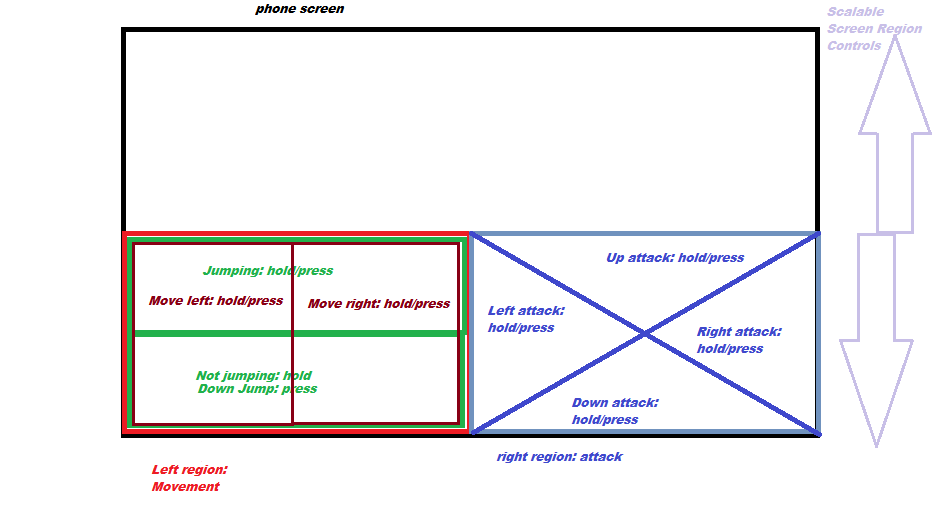 phone screen
Scalable
Screen Region
Controls
Jumping: hold/press
Move left: hold/press
Move right: hold/press
Not jumping: hold
Down Jump: press
Up attack: hold/press
Left attack:
hold/press
Right attack:
hold/press
Down attack:
hold/press
Left region:
Movement
right region: attack